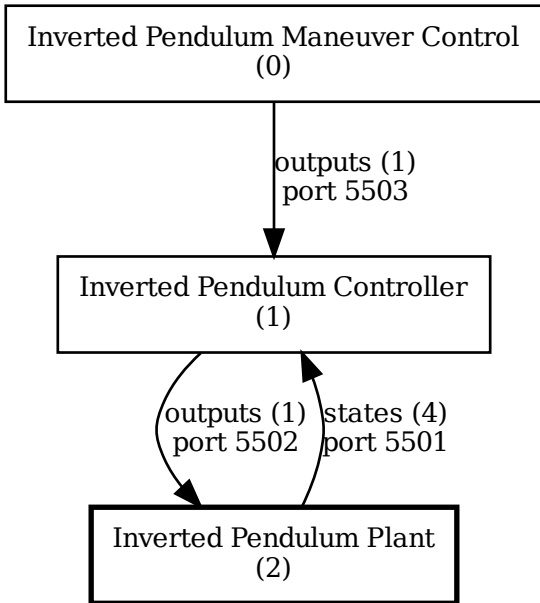 Inverted Pendulum Maneuver Control
(0)
outputs (1)
port 5503
Inverted Pendulum Controller
(1)
outputs (1)
port 5502
states (4)
port 5501
Inverted Pendulum Plant
(2)